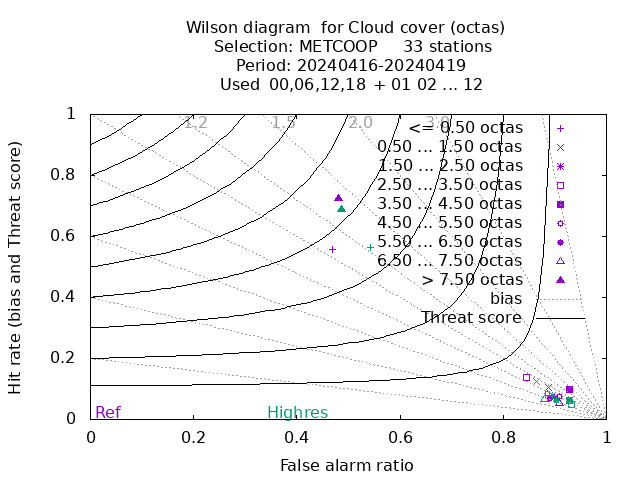 Wilson diagram  for Cloud cover (octas)
Selection: METCOOP     33 stations
Period: 20240416-20240419
Used  00,06,12,18  + 01 02 ... 12
Hit rate (bias and Threat score)
1
0.8
0.6
0.4
0.2
0
1.2
1.5
2.0
3.0
<= 0.50 octas
0.50 ... 1.50 octas
1.50 ... 2.50 octas
2.50 ... 3.50 octas
3.50 ... 4.50 octas
4.50 ... 5.50 octas
5.50 ... 6.50 octas
6.50 ... 7.50 octas
> 7.50 octas
bias
Threat score
Ref
Highres
0
0.2
0.4
0.6
0.8
1
False alarm ratio